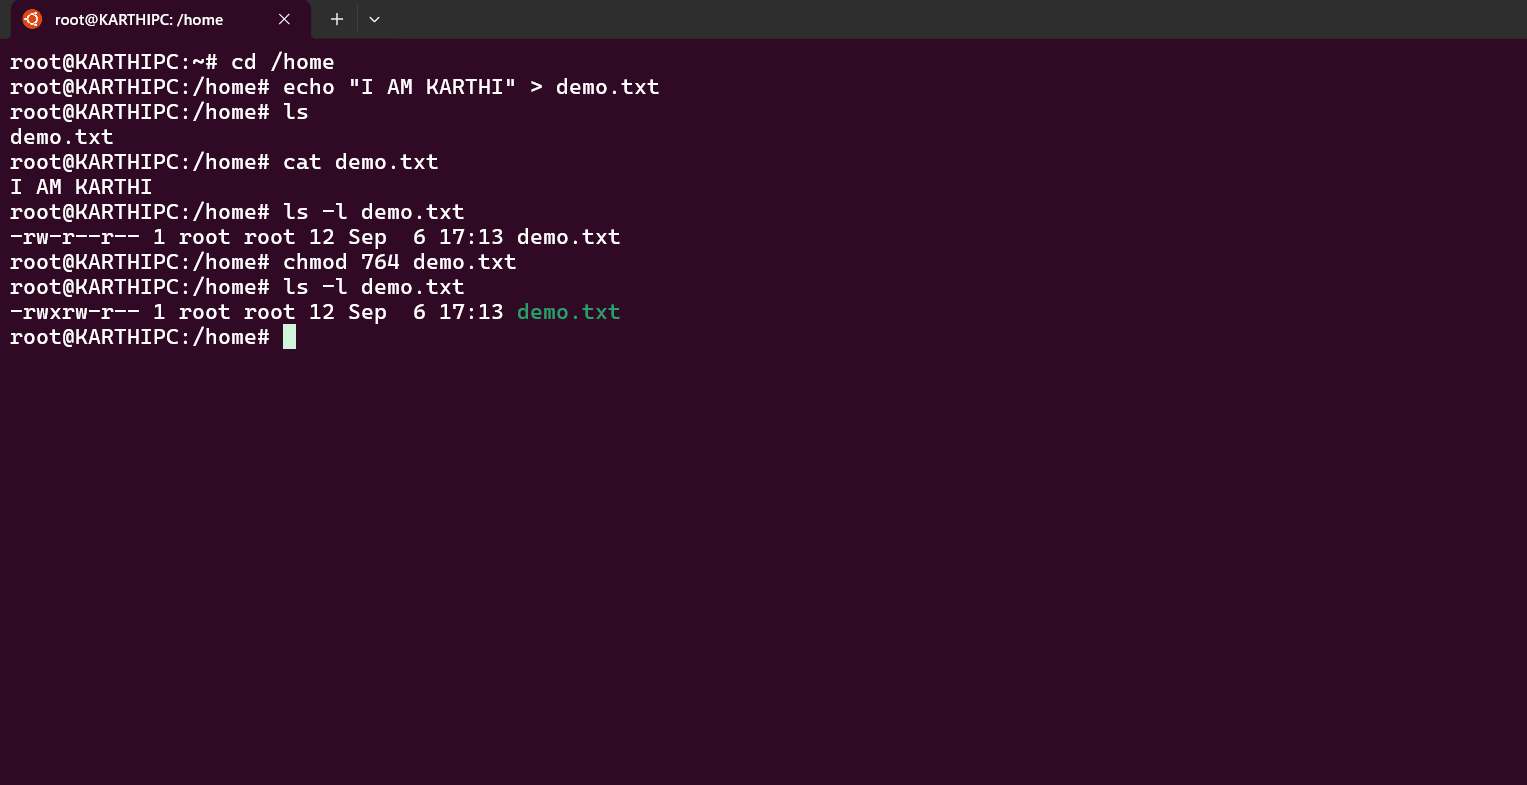 root@KARTHIPC: /home
root@KARTHIPC:~# cd /home
root@KARTHIPC:/home# echo "I AM KARTHI" > demo.txt
root@KARTHIPC:/home# ls
demo.txt
root@KARTHIPC:/home# cat demo.txt
I AM KARTHI
root@KARTHIPC:/home# ls -l demo.txt
-rw-r--r-- 1 root root 12 Sep  6 17:13 demo.txt
root@KARTHIPC:/home# chmod 764 demo.txt
root@KARTHIPC:/home# ls -l demo.txt
-rwxrw-r-- 1 root root 12 Sep  6 17:13 demo.txt
root@KARTHIPC:/home#